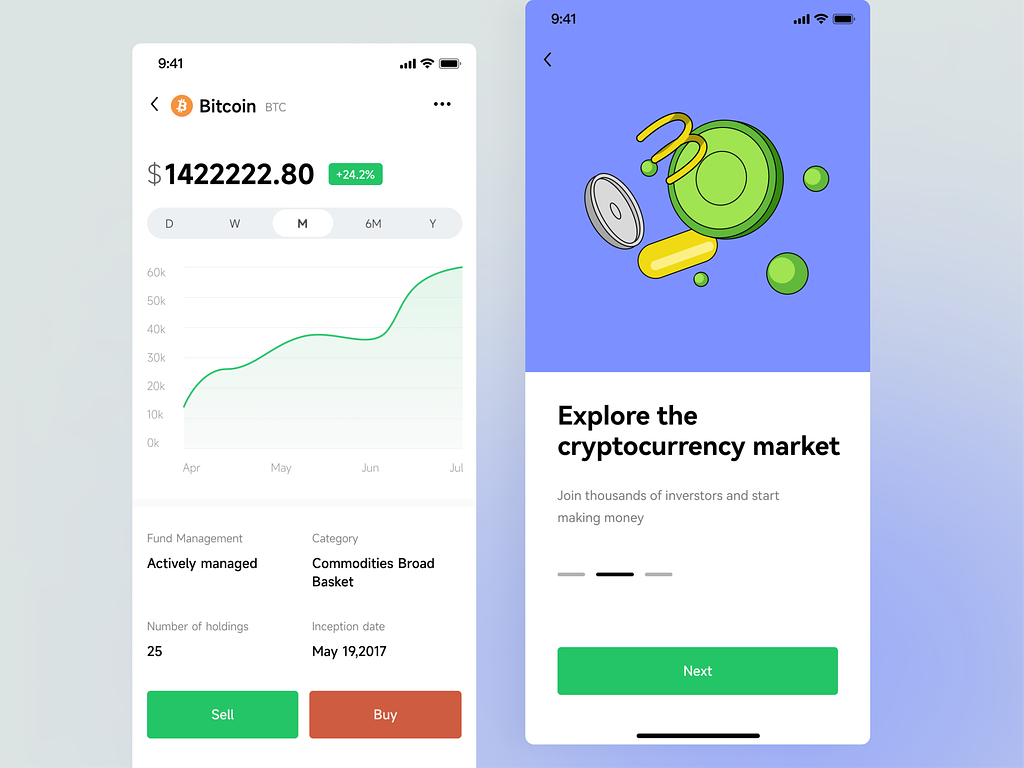 9:41
Bitcoin BTC
$1422222.80 +24.2%
D W M 6M Y
60k
50k
40k
30k
20k
10k
0k
Apr May Jun Jul
Fund Management Category
Actively managed Commodities Broad
Basket
Number of holdings Inception date
25 May 19,2017
Sell Buy
9:41
Explore the
cryptocurrency market
Join thousands of inverstors and start
making money
Next